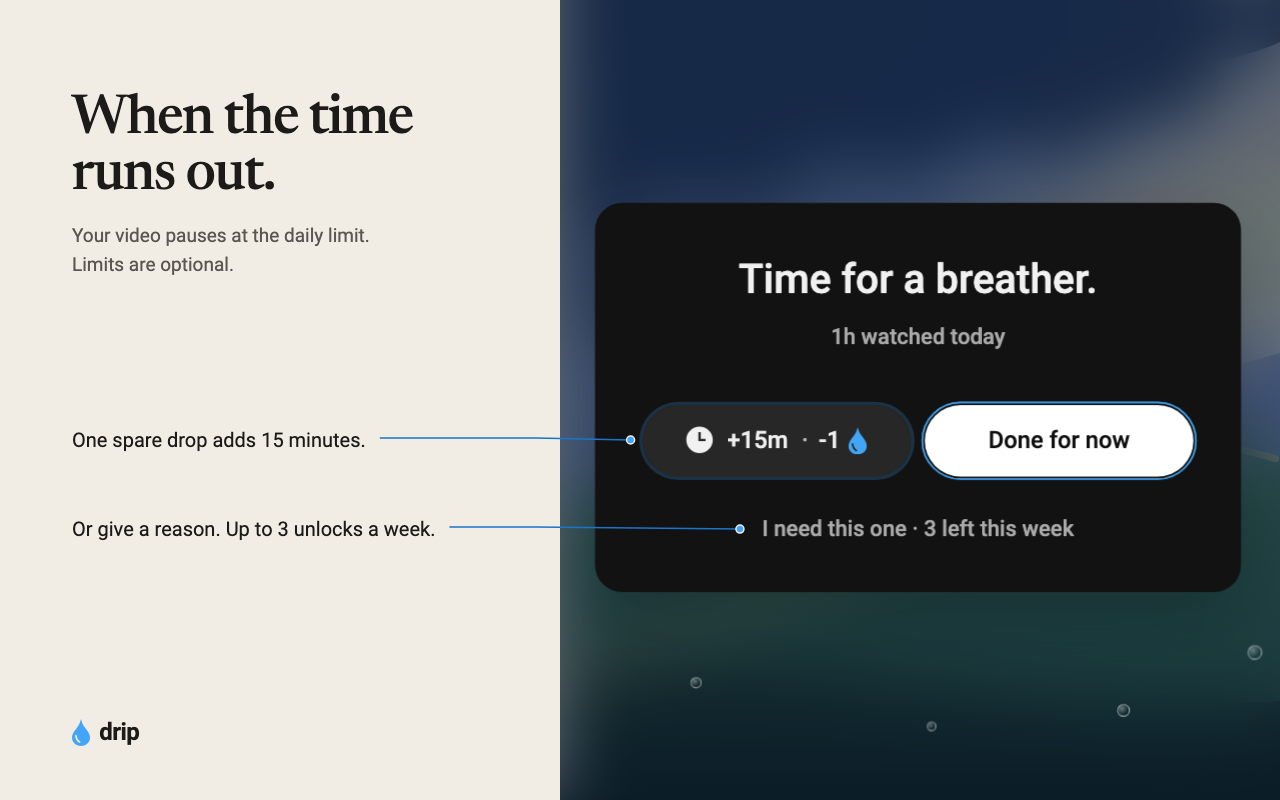 When the time
runs out.
Your video pauses at the daily limit.
Limits are optional.
Time for a breather.
1h watched today
One spare drop adds 15 minutes.
+15m · -1
Done for now
Or give a reason. Up to 3 unlocks a week.
I need this one · 3 left this week
drip